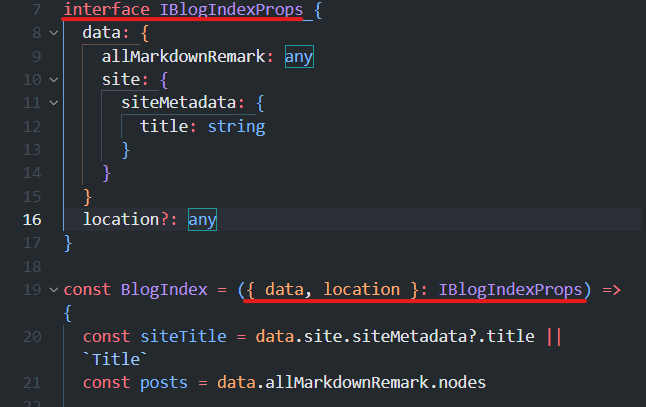 7 interface IBlogIndexProps {
8 data: {
9 allMarkdownRemark: any
10 site: {
11 siteMetadata: {
12 title: string
13 }
14 }
15 }
16 location?: any
17 }
18
19 const BlogIndex = ({ data, location }: IBlogIndexProps) =>
{
20 const siteTitle = data.site.siteMetadata?.title ||
`Title`
21 const posts = data.allMarkdownRemark.nodes
22